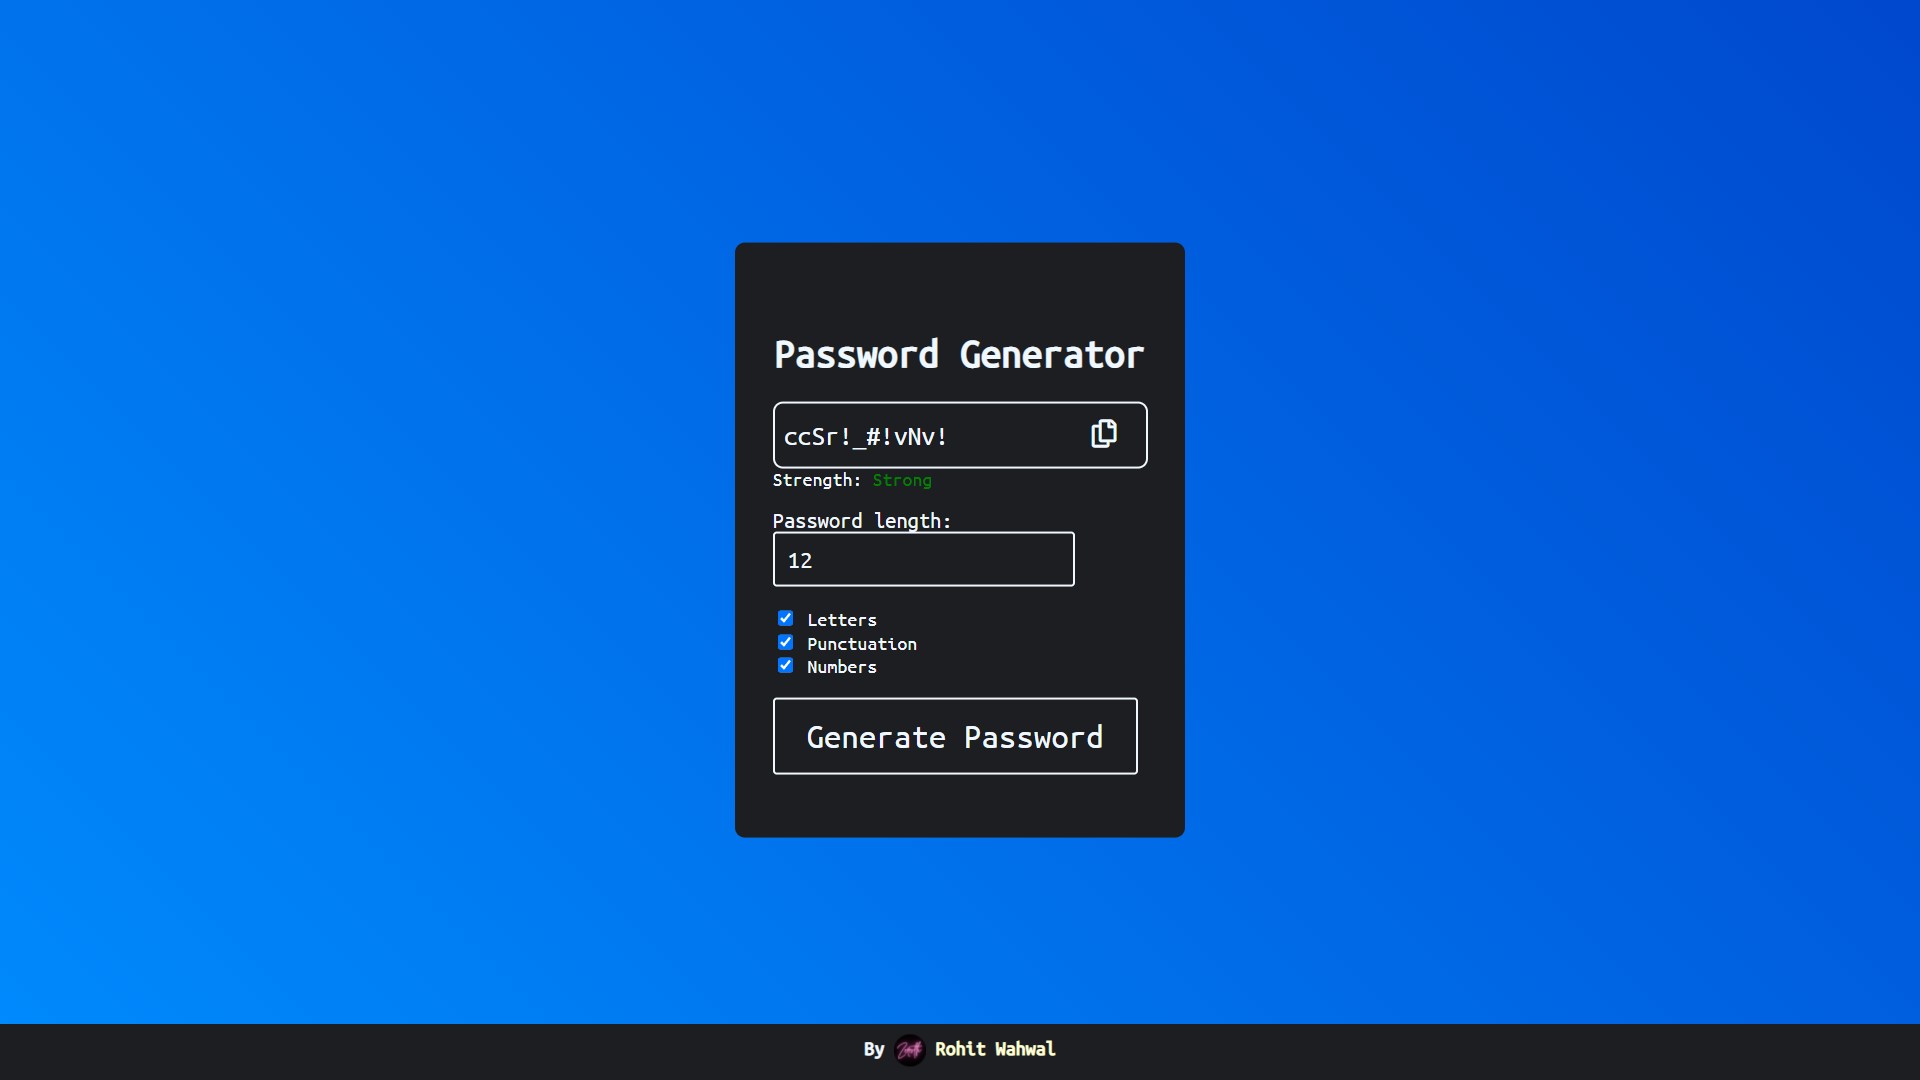 Password Generator
ccSr!_#!vNv!
Strength: Strong
Password length:
12
Letters
Punctuation
Numbers
Generate Password
By Rohit Wahwal